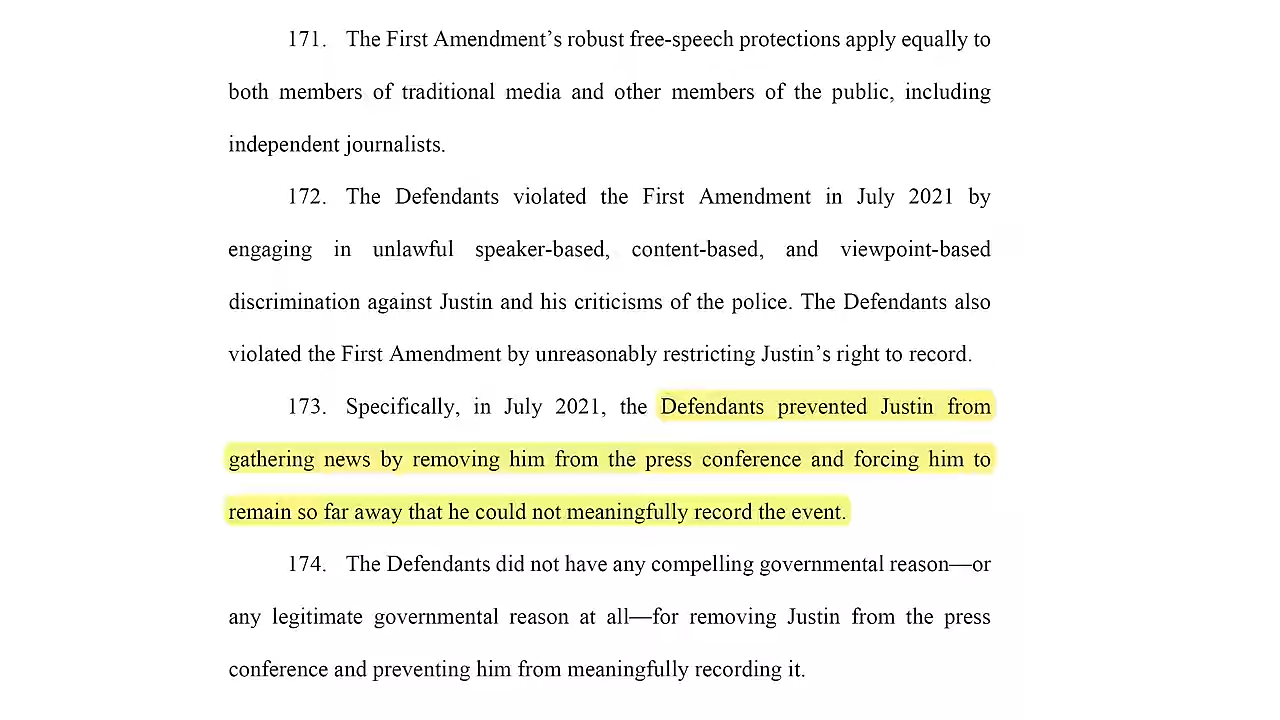 171. The First Amendment’s robust free-speech protections apply equally to
both members of traditional media and other members of the public, including
independent journalists.
172. The Defendants violated the First Amendment in July 2021 by
engaging in unlawful speaker-based, content-based, and viewpoint-based
discrimination against Justin and his criticisms of the police. The Defendants also
violated the First Amendment by unreasonably restricting Justin’s right to record.
173. Specifically, in July 2021, the Defendants prevented Justin from
gathering news by removing him from the press conference and forcing him to
remain so far away that he could not meaningfully record the event.
174. The Defendants did not have any compelling governmental reason—or
any legitimate governmental reason at all—for removing Justin from the press
conference and preventing him from meaningfully recording it.